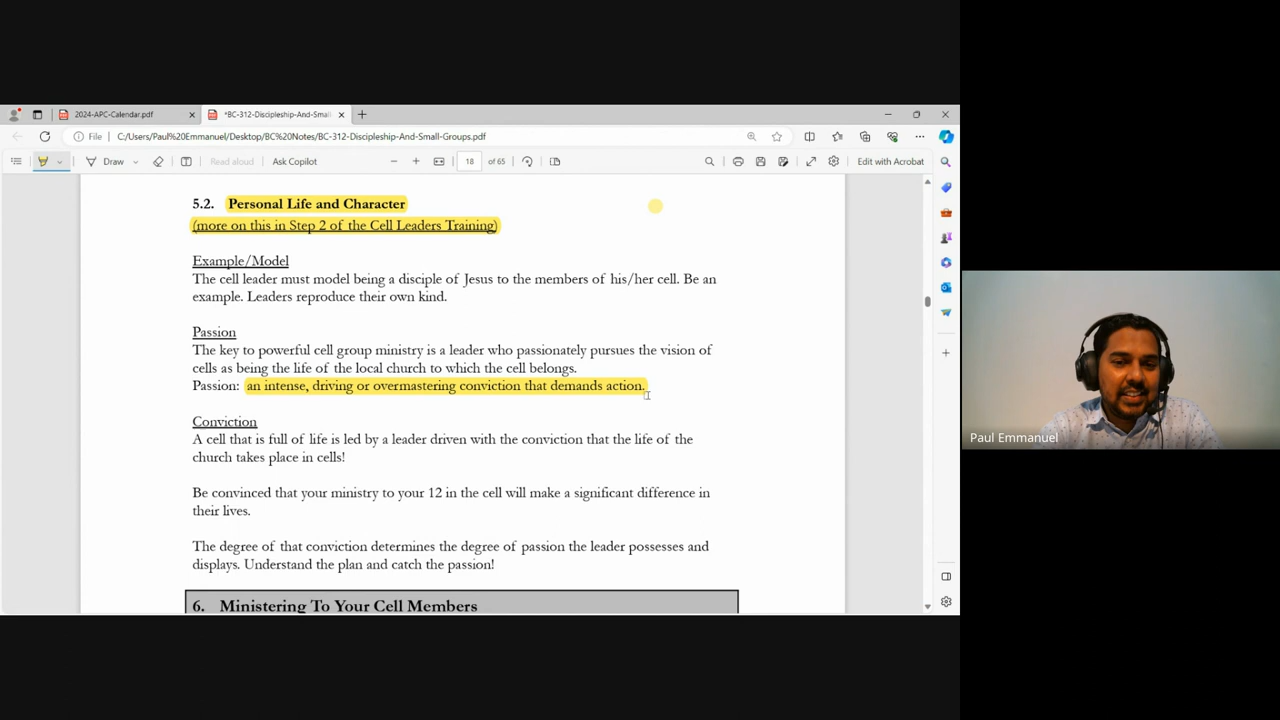 2024-APC-Calendar.pdf
*BC-312-Discipleship-And-Small-
File
C:/Users/Paul%20Emmanuel/Desktop/BC%20Notes/BC-312-Discipleship-And-Small-Groups.pdf
Draw
Read aloud
Ask Copilot
18 of 65
Edit with Acrobat
5.2. Personal Life and Character
(more on this in Step 2 of the Cell Leaders Training)
Example/Model
The cell leader must model being a disciple of Jesus to the members of his/her cell. Be an
example. Leaders reproduce their own kind.
Passion
The key to powerful cell group ministry is a leader who passionately pursues the vision of
cells as being the life of the local church to which the cell belongs.
Passion: an intense, driving or overmastering conviction that demands action.
Conviction
A cell that is full of life is led by a leader driven with the conviction that the life of the
church takes place in cells!
Be convinced that your ministry to your 12 in the cell will make a significant difference in
their lives.
The degree of that conviction determines the degree of passion the leader possesses and
displays. Understand the plan and catch the passion!
6. Ministering To Your Cell Members
Paul Emmanuel